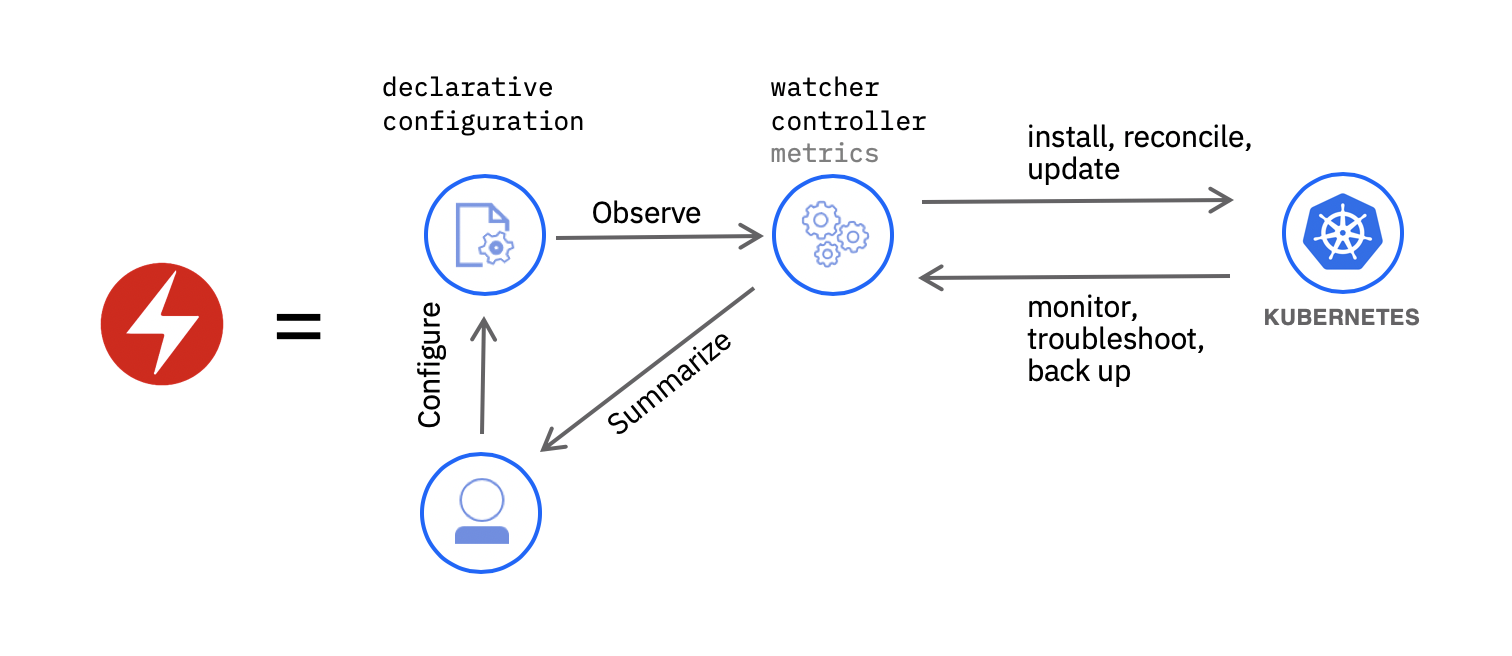 declarative
configuration
watcher
controller
metrics
install, reconcile,
update
Observe
=
monitor,
troubleshoot,
back up
KUBERNETES
Configure
Summarize